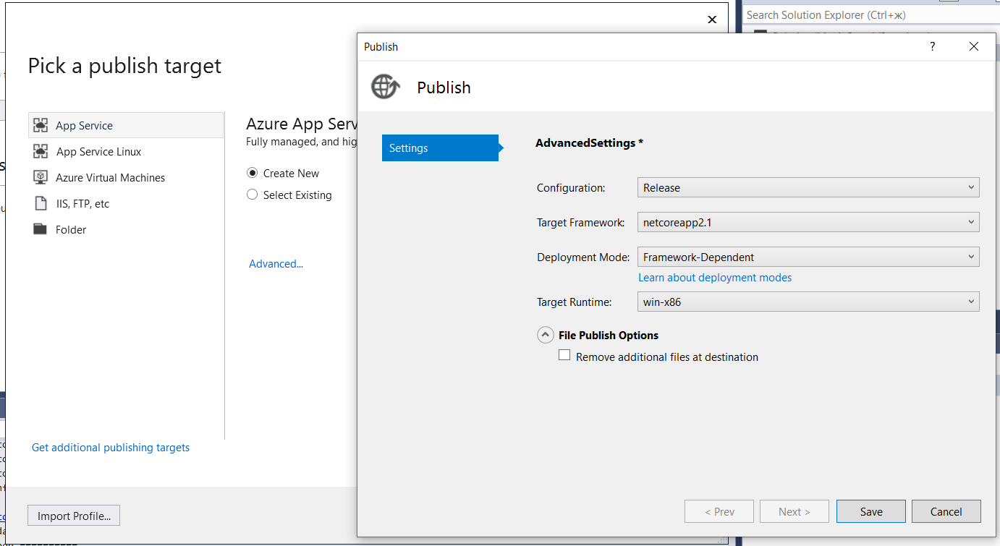 Search Solution Explorer (Ctrl+ж)
Pick a publish target
App Service
App Service Linux
Azure Virtual Machines
IIS, FTP, etc
Folder
Azure App Serv
Fully managed, and hig
Create New
Select Existing
Advanced...
Get additional publishing targets
Import Profile...
Publish
?
Publish
Settings
AdvancedSettings *
Configuration:
Release
Target Framework:
netcoreapp2.1
Deployment Mode:
Framework-Dependent
Learn about deployment modes
Target Runtime:
win-x86
File Publish Options
Remove additional files at destination
< Prev
Next >
Save
Cancel